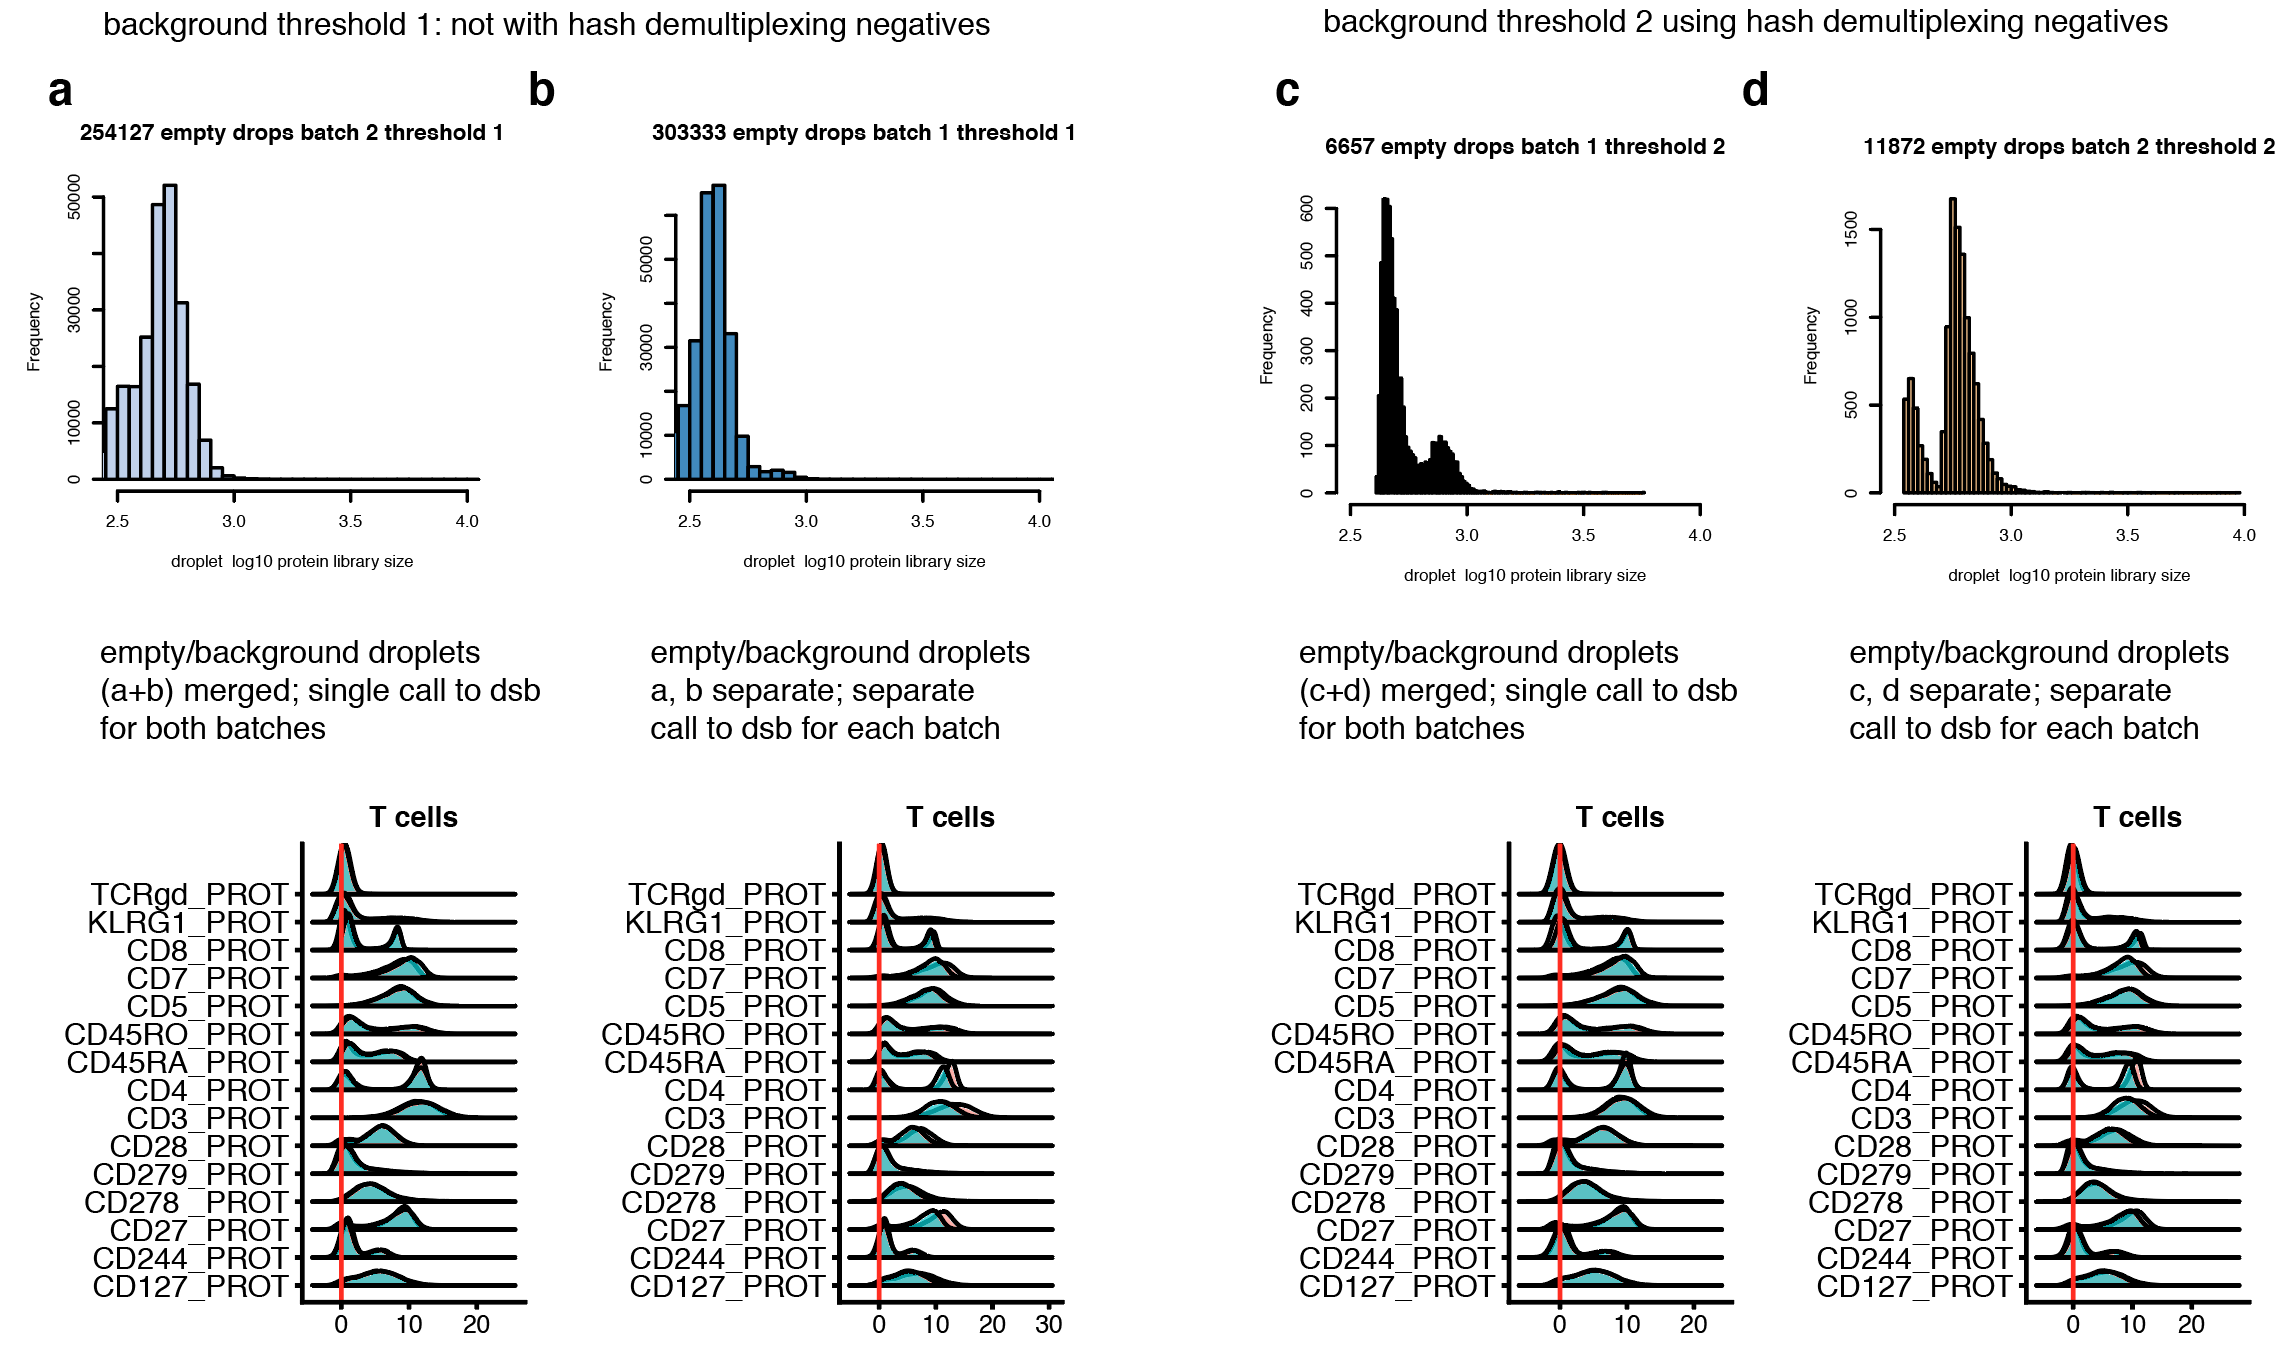 background threshold 1: not with hash demultiplexing negatives
background threshold 2 using hash demultiplexing negatives
a
254127 empty drops batch 2 threshold 1
Frequency
0
10000
30000
50000
2.5 3.0 3.5 4.0
droplet log10 protein library size
b
303333 empty drops batch 1 threshold 1
Frequency
0
10000
30000
50000
2.5 3.0 3.5 4.0
droplet log10 protein library size
c
6657 empty drops batch 1 threshold 2
Frequency
0
100
200
300
400
500
600
2.5 3.0 3.5 4.0
droplet log10 protein library size
d
11872 empty drops batch 2 threshold 2
Frequency
0
500
1000
1500
2.5 3.0 3.5 4.0
droplet log10 protein library size
empty/background droplets
(a+b) merged; single call to dsb
for both batches
T cells
TCRgd_PROT
KLRG1_PROT
CD8_PROT
CD7_PROT
CD5_PROT
CD45RO_PROT
CD45RA_PROT
CD4_PROT
CD3_PROT
CD28_PROT
CD279_PROT
CD278_PROT
CD27_PROT
CD244_PROT
CD127_PROT
0 10 20
empty/background droplets
a, b separate; separate
call to dsb for each batch
T cells
TCRgd_PROT
KLRG1_PROT
CD8_PROT
CD7_PROT
CD5_PROT
CD45RO_PROT
CD45RA_PROT
CD4_PROT
CD3_PROT
CD28_PROT
CD279_PROT
CD278_PROT
CD27_PROT
CD244_PROT
CD127_PROT
0 10 20 30
empty/background droplets
(c+d) merged; single call to dsb
for both batches
T cells
TCRgd_PROT
KLRG1_PROT
CD8_PROT
CD7_PROT
CD5_PROT
CD45RO_PROT
CD45RA_PROT
CD4_PROT
CD3_PROT
CD28_PROT
CD279_PROT
CD278_PROT
CD27_PROT
CD244_PROT
CD127_PROT
0 10 20
empty/background droplets
c, d separate; separate
call to dsb for each batch
T cells
TCRgd_PROT
KLRG1_PROT
CD8_PROT
CD7_PROT
CD5_PROT
CD45RO_PROT
CD45RA_PROT
CD4_PROT
CD3_PROT
CD28_PROT
CD279_PROT
CD278_PROT
CD27_PROT
CD244_PROT
CD127_PROT
0 10 20